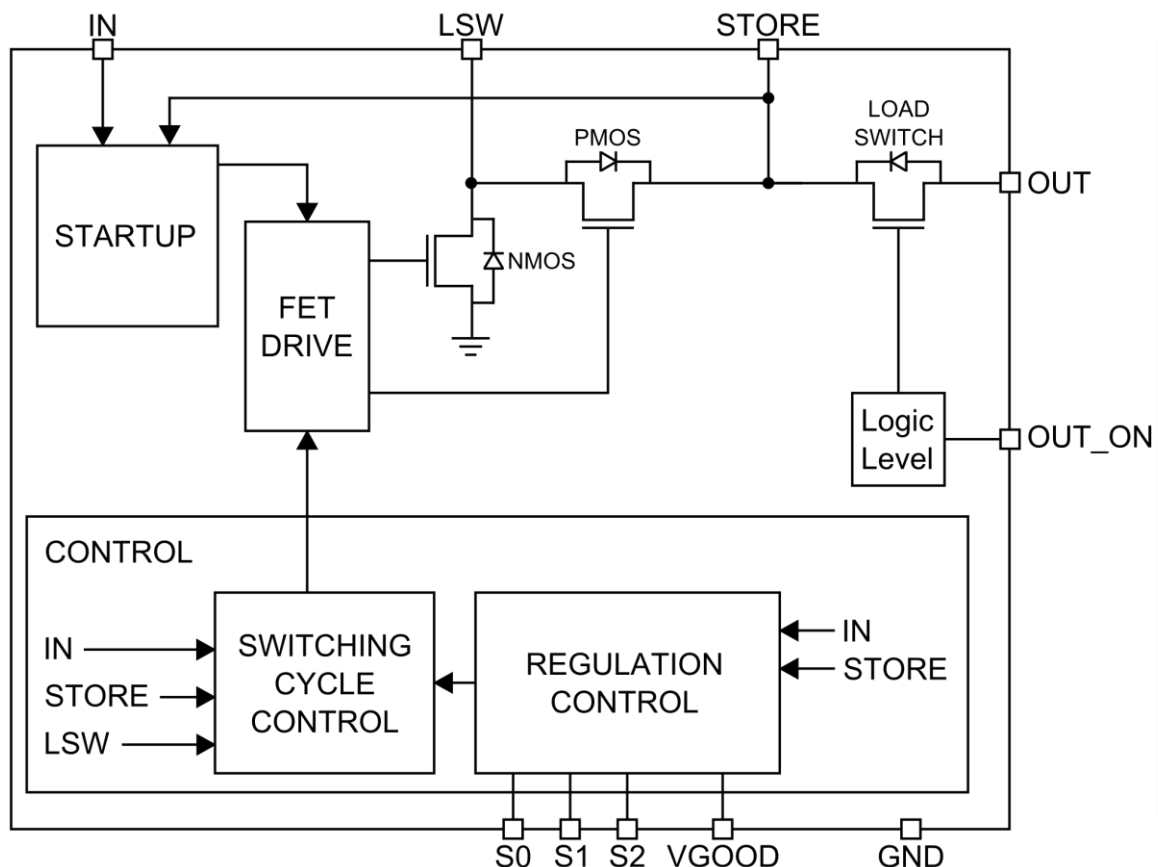 IN
LSW
STORE
PMOS
LOAD
SWITCH
OUT
STARTUP
FET
DRIVE
NMOS
Logic
Level
OUT_ON
CONTROL
SWITCHING
CYCLE
CONTROL
IN
STORE
LSW
REGULATION
CONTROL
IN
STORE
S0
S1
S2
VGOOD
GND